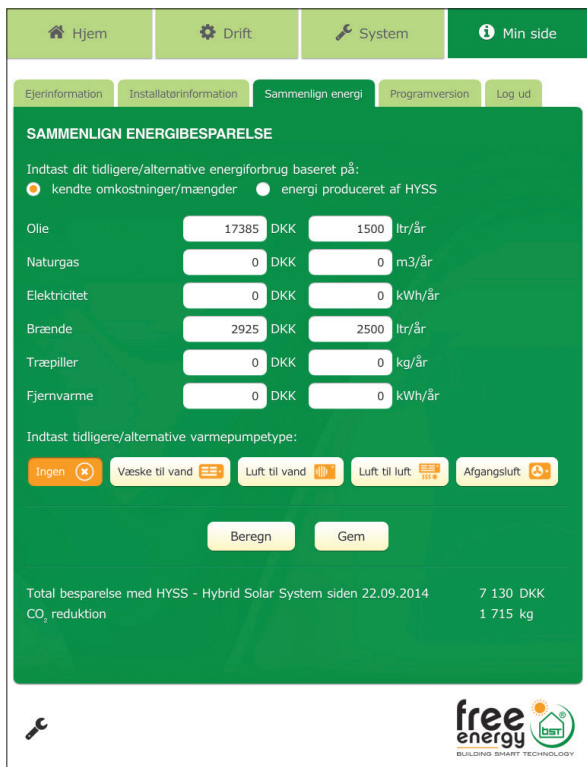 Hjem Drift System Min side
Ejerinformation Installatørinformation Sammenlign energi Programversion Log ud
SAMMENLIGN ENERGIBESPARELSE
Indtast dit tidligere/alternative energiforbrug baseret på:
kendte omkostninger/mængder energi produceret af HYSS
Olie 17385 DKK 1500 ltr/år
Naturgas 0 DKK 0 m3/år
Elektricitet 0 DKK 0 kWh/år
Brænde 2925 DKK 2500 ltr/år
Træpiller 0 DKK 0 kg/år
Fjernvarme 0 DKK 0 kWh/år
Indtast tidligere/alternative varmepumpetype:
Ingen Væske til vand Luft til vand Luft til luft Afgangsluft
Beregn Gem
Total besparelse med HYSS - Hybrid Solar System siden 22.09.2014 7 130 DKK
CO₂ reduktion 1 715 kg
free energy bst ®
BUILDING SMART TECHNOLOGY